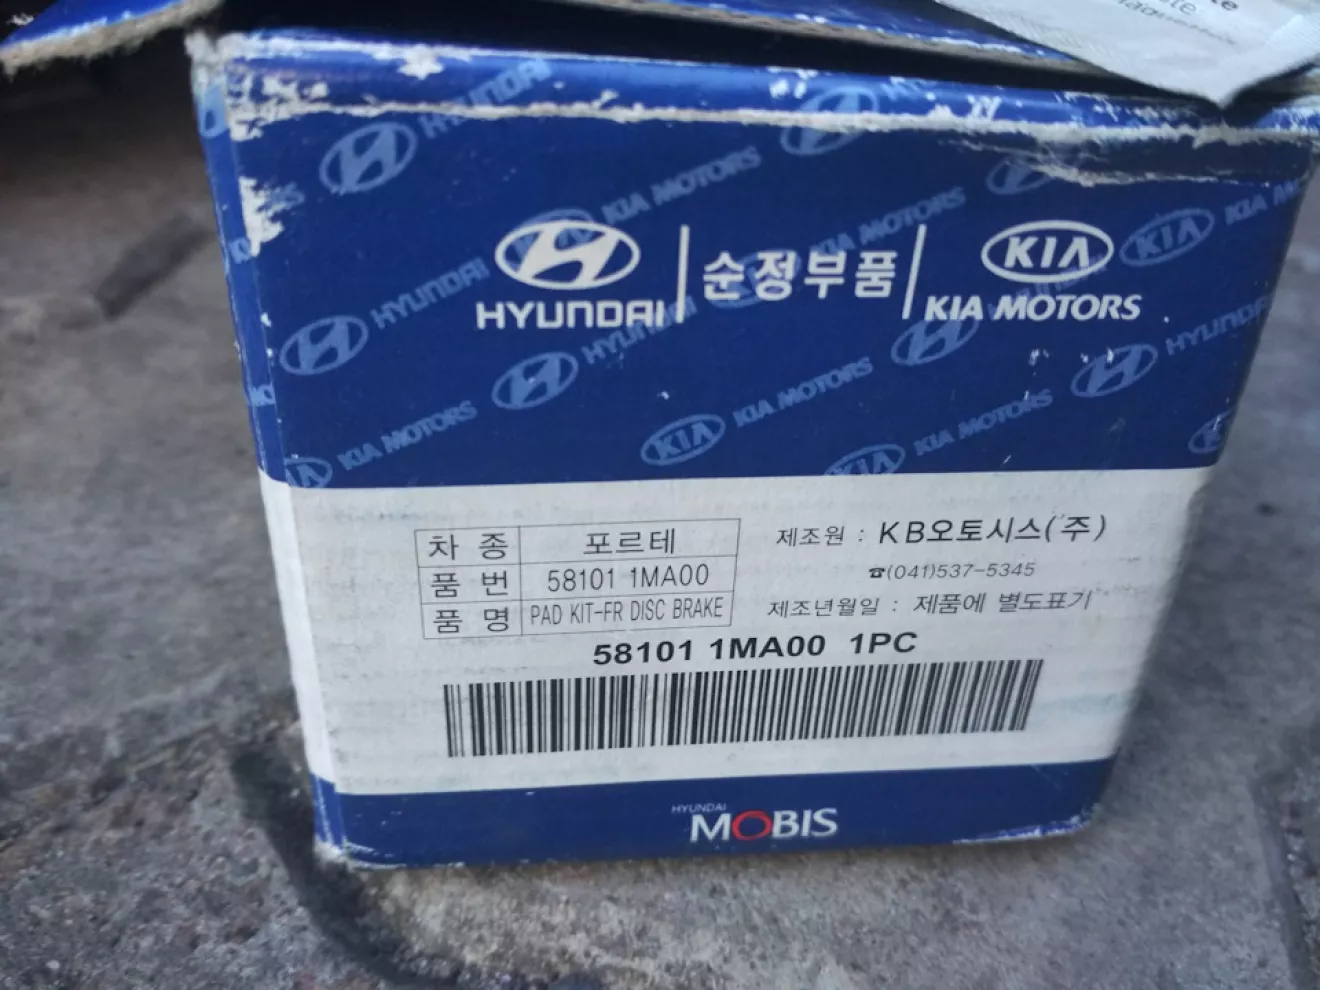 HYUNDAI
순정부품
KIA
KIA MOTORS
차 종 포르테
품 번 58101 1MA00
품 명 PAD KIT-FR DISC BRAKE
제조원 : KB오토시스(주)
☎(041)537-5345
제조년월일 : 제품에 별도표기
58101 1MA00 1PC
HYUNDAI
MOBIS